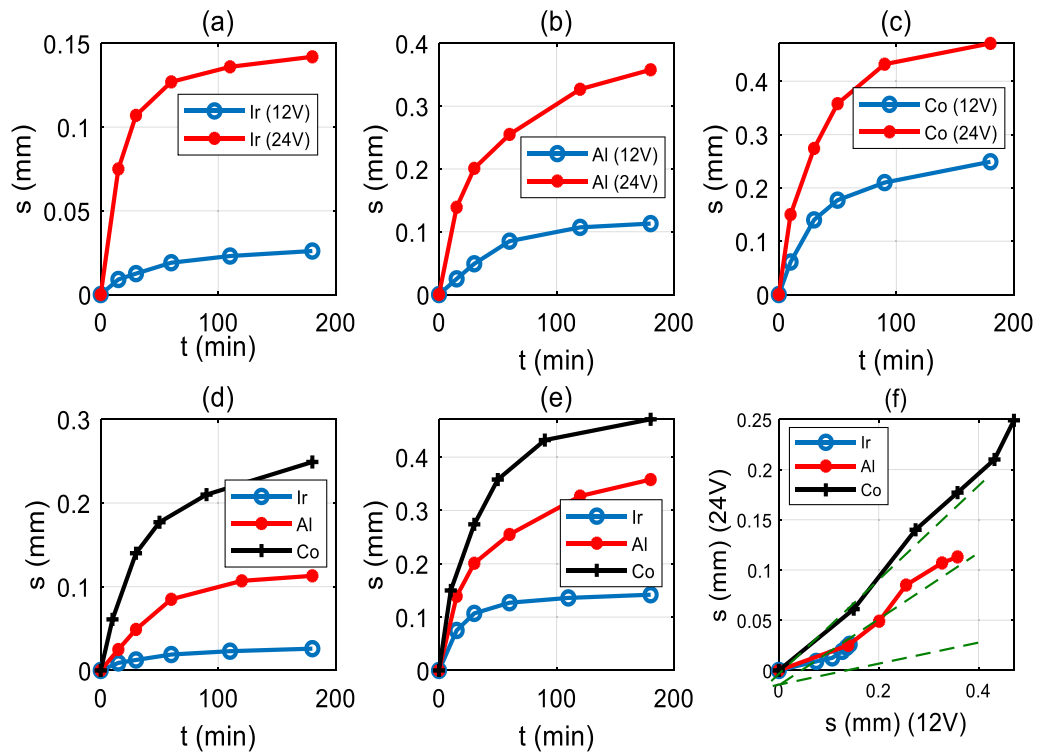 (a)
0.15
0.1
0.05
0
s (mm)
Ir (12V)
Ir (24V)
0
100
200
t (min)
(b)
0.4
0.3
0.2
0.1
0
s (mm)
Al (12V)
Al (24V)
0
100
200
t (min)
(c)
0.4
0.3
0.2
0.1
0
s (mm)
Co (12V)
Co (24V)
0
100
200
t (min)
(d)
0.3
0.2
0.1
0
s (mm)
Ir
Al
Co
0
100
200
t (min)
(e)
0.4
0.3
0.2
0.1
0
s (mm)
Ir
Al
Co
0
100
200
t (min)
(f)
0.25
0.2
0.15
0.1
0.05
0
s (mm) (24V)
Ir
Al
Co
0
0.2
0.4
s (mm) (12V)